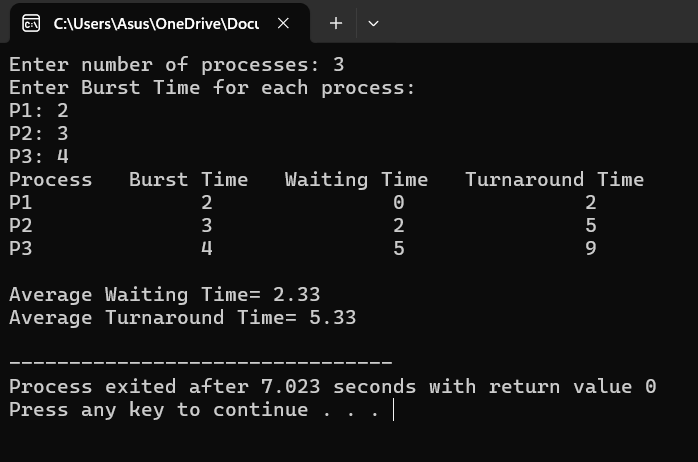 C:\Users\Asus\OneDrive\Docu
Enter number of processes: 3
Enter Burst Time for each process:
P1: 2
P2: 3
P3: 4
Process   Burst Time   Waiting Time   Turnaround Time
P1              2               0               2
P2              3               2               5
P3              4               5               9
Average Waiting Time= 2.33
Average Turnaround Time= 5.33
--------------------------------
Process exited after 7.023 seconds with return value 0
Press any key to continue . . .